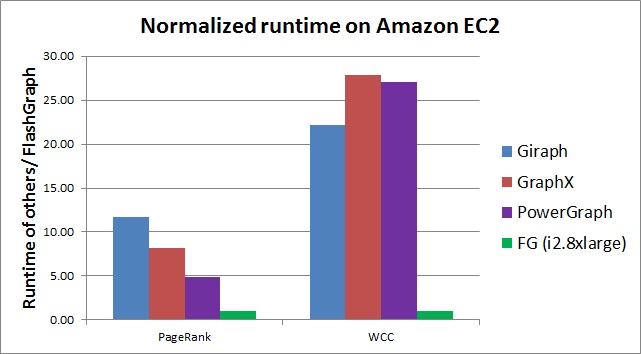 Normalized runtime on Amazon EC2
Runtime of others/ FlashGraph
30.00
25.00
20.00
15.00
10.00
5.00
0.00
PageRank
WCC
Giraph
GraphX
PowerGraph
FG (i2.8xlarge)